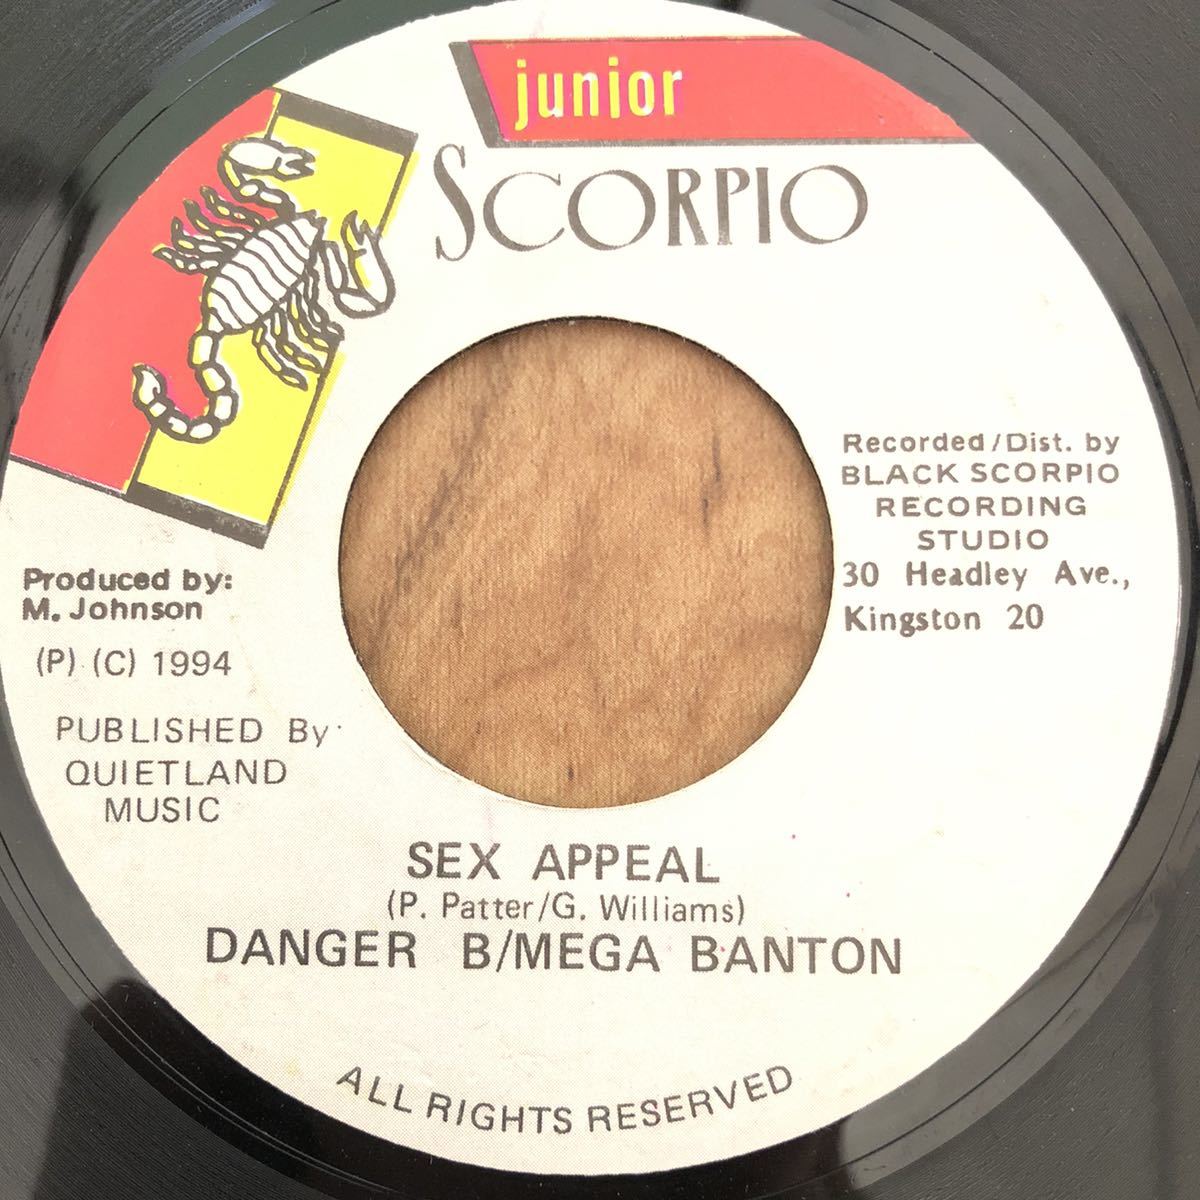 junior
SCORPIO
Recorded/Dist. by
BLACK SCORPIO
RECORDING
STUDIO
30 Headley Ave.,
Kingston 20
Produced by:
M. Johnson
(P) (C) 1994
PUBLISHED By
QUIETLAND
MUSIC
SEX APPEAL
(P. Patter/G. Williams)
DANGER B/MEGA BANTON
ALL RIGHTS RESERVED